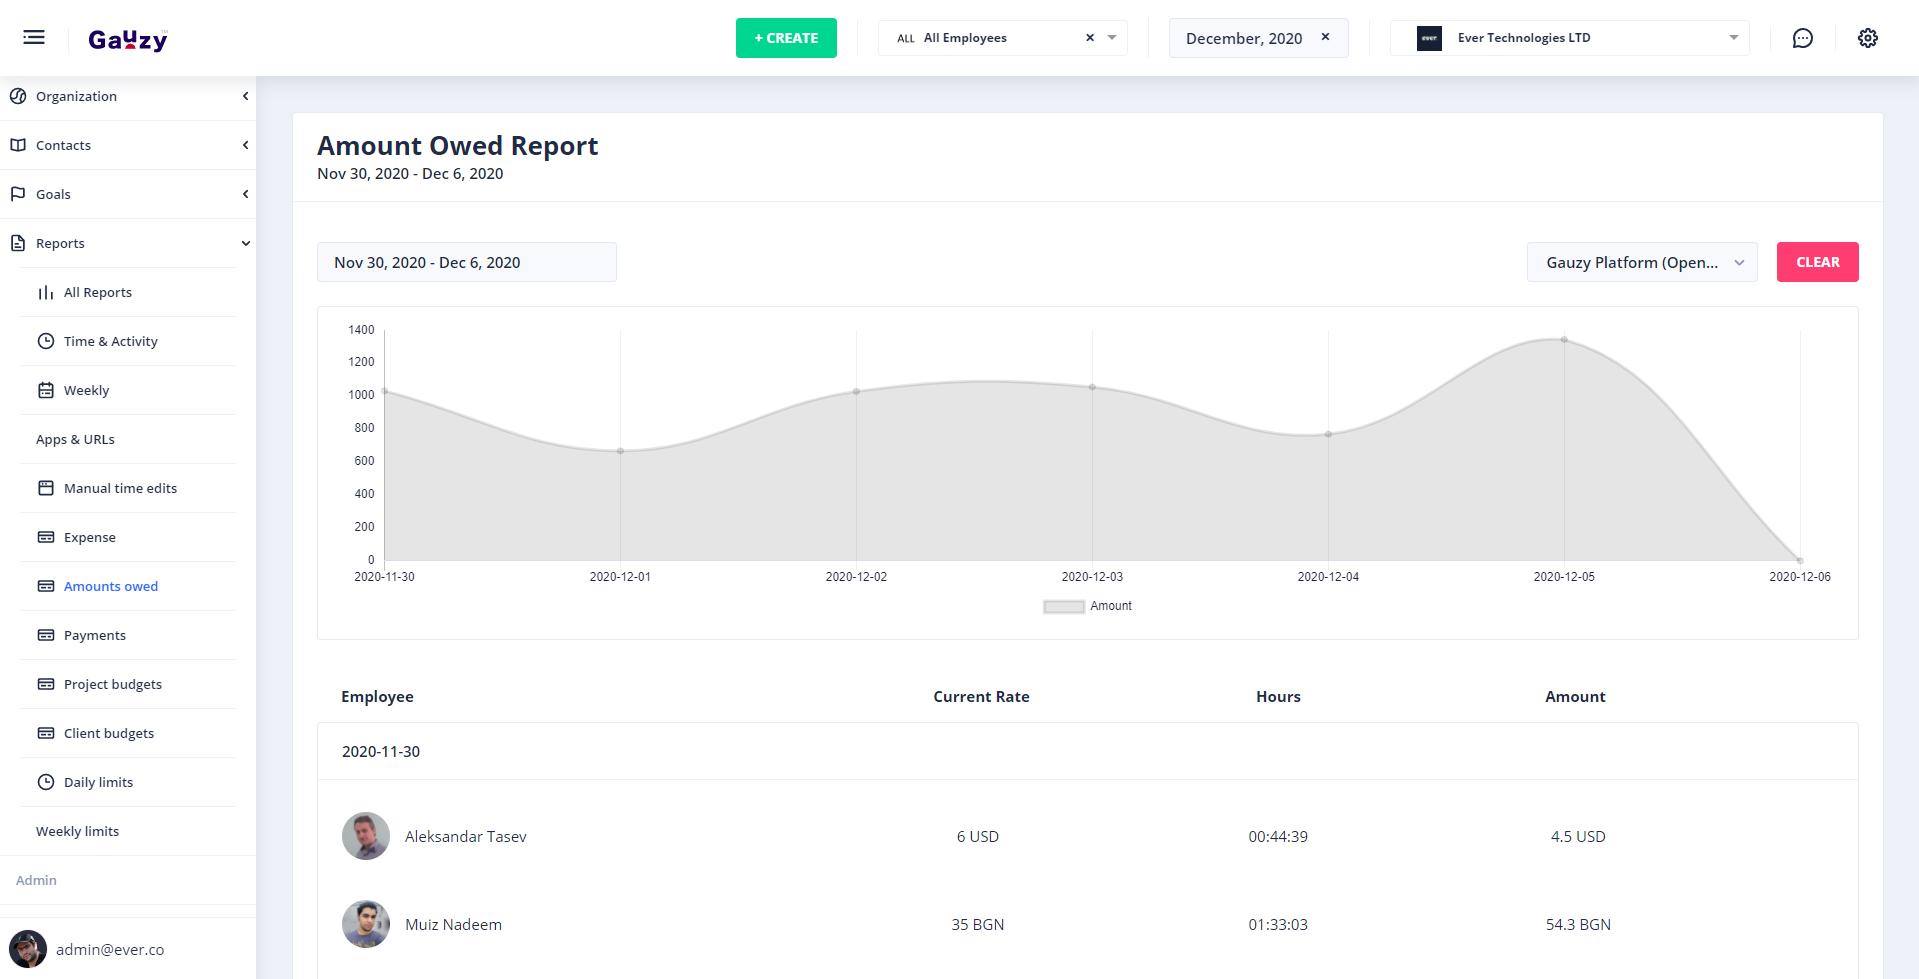 Gauzy
+ CREATE
ALL All Employees ×
December, 2020 ×
ever Ever Technologies LTD
Organization
Contacts
Goals
Reports
All Reports
Time & Activity
Weekly
Apps & URLs
Manual time edits
Expense
Amounts owed
Payments
Project budgets
Client budgets
Daily limits
Weekly limits
Admin
admin@ever.co
Amount Owed Report
Nov 30, 2020 - Dec 6, 2020
Nov 30, 2020 - Dec 6, 2020
Gauzy Platform (Open...
CLEAR
1400
1200
1000
800
600
400
200
0
2020-11-30 2020-12-01 2020-12-02 2020-12-03 2020-12-04 2020-12-05 2020-12-06
Amount
Employee Current Rate Hours Amount
2020-11-30
Aleksandar Tasev 6 USD 00:44:39 4.5 USD
Muiz Nadeem 35 BGN 01:33:03 54.3 BGN